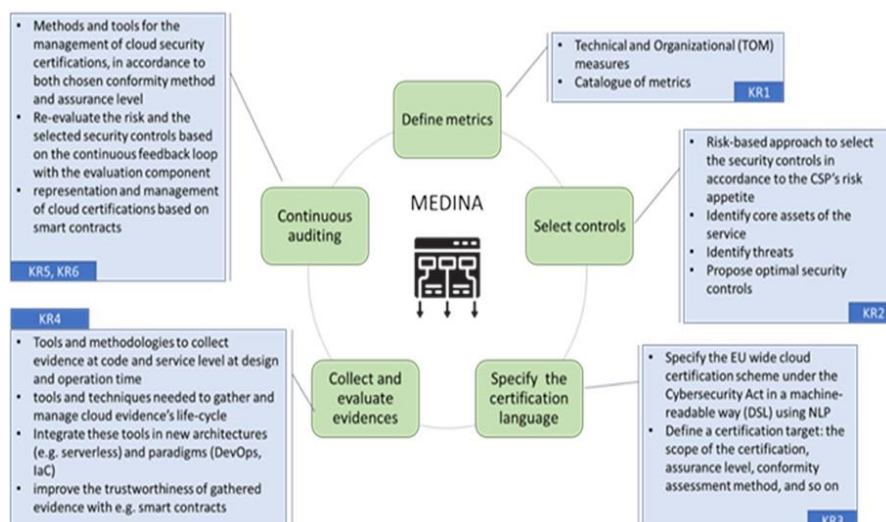 Methods and tools for the
management of cloud security
certifications, in accordance to
both chosen conformity method
and assurance level
Re-evaluate the risk and the
selected security controls based
on the continuous feedback loop
with the evaluation component
representation and management
of cloud certifications based on
smart contracts
KR5, KR6
Technical and Organizational (TOM)
measures
Catalogue of metrics
KR1
Define metrics
Risk-based approach to select
the security controls in
accordance to the CSP's risk
appetite
Identify core assets of the
service
Identify threats
Propose optimal security
controls
KR2
Continuous
auditing
MEDINA
Select controls
KR4
Tools and methodologies to collect
evidence at code and service level at design
and operation time
tools and techniques needed to gather and
manage cloud evidence's life-cycle
Integrate these tools in new architectures
(e.g. serverless) and paradigms (DevOps,
IaC)
improve the trustworthiness of gathered
evidence with e.g. smart contracts
Collect and
evaluate
evidences
Specify the
certification
language
Specify the EU wide cloud
certification scheme under the
Cybersecurity Act in a machine-
readable way (DSL) using NLP
Define a certification target: the
scope of the certification,
assurance level, conformity
assessment method, and so on
KR3